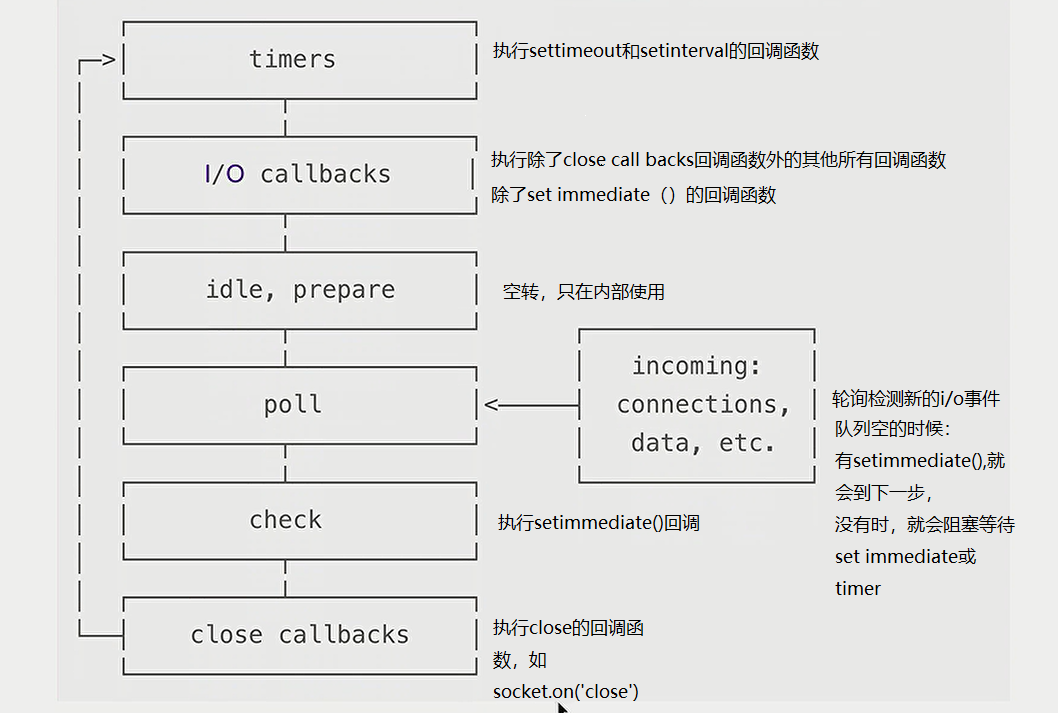 timers
执行settimeout和setinterval的回调函数
I/O callbacks
执行除了close call backs回调函数外的其他所有回调函数
除了set immediate（）的回调函数
idle, prepare
空转，只在内部使用
poll
incoming:
connections,
data, etc.
轮询检测新的i/o事件
队列空的时候：
有setimmediate(),就
会到下一步，
没有时，就会阻塞等待
set immediate或
timer
check
执行setimmediate()回调
close callbacks
执行close的回调函
数，如
socket.on('close')